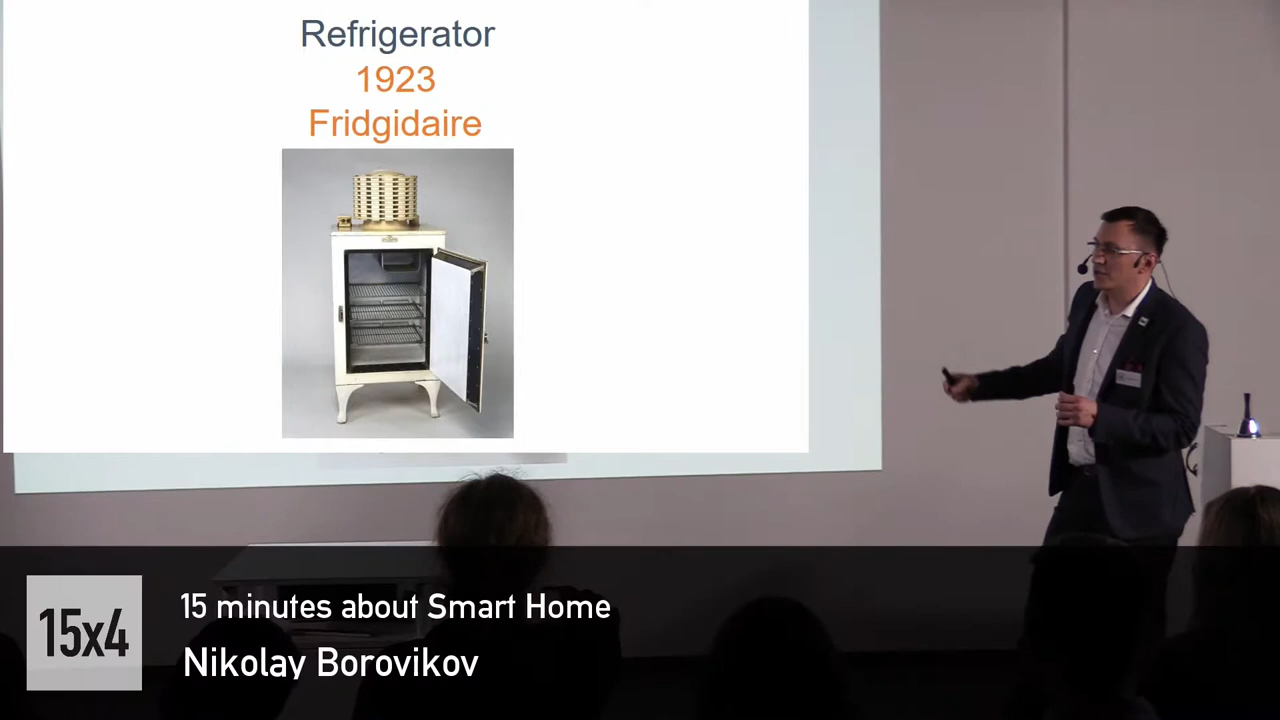 Refrigerator
1923
Fridgidaire
15x4
15 minutes about Smart Home
Nikolay Borovikov